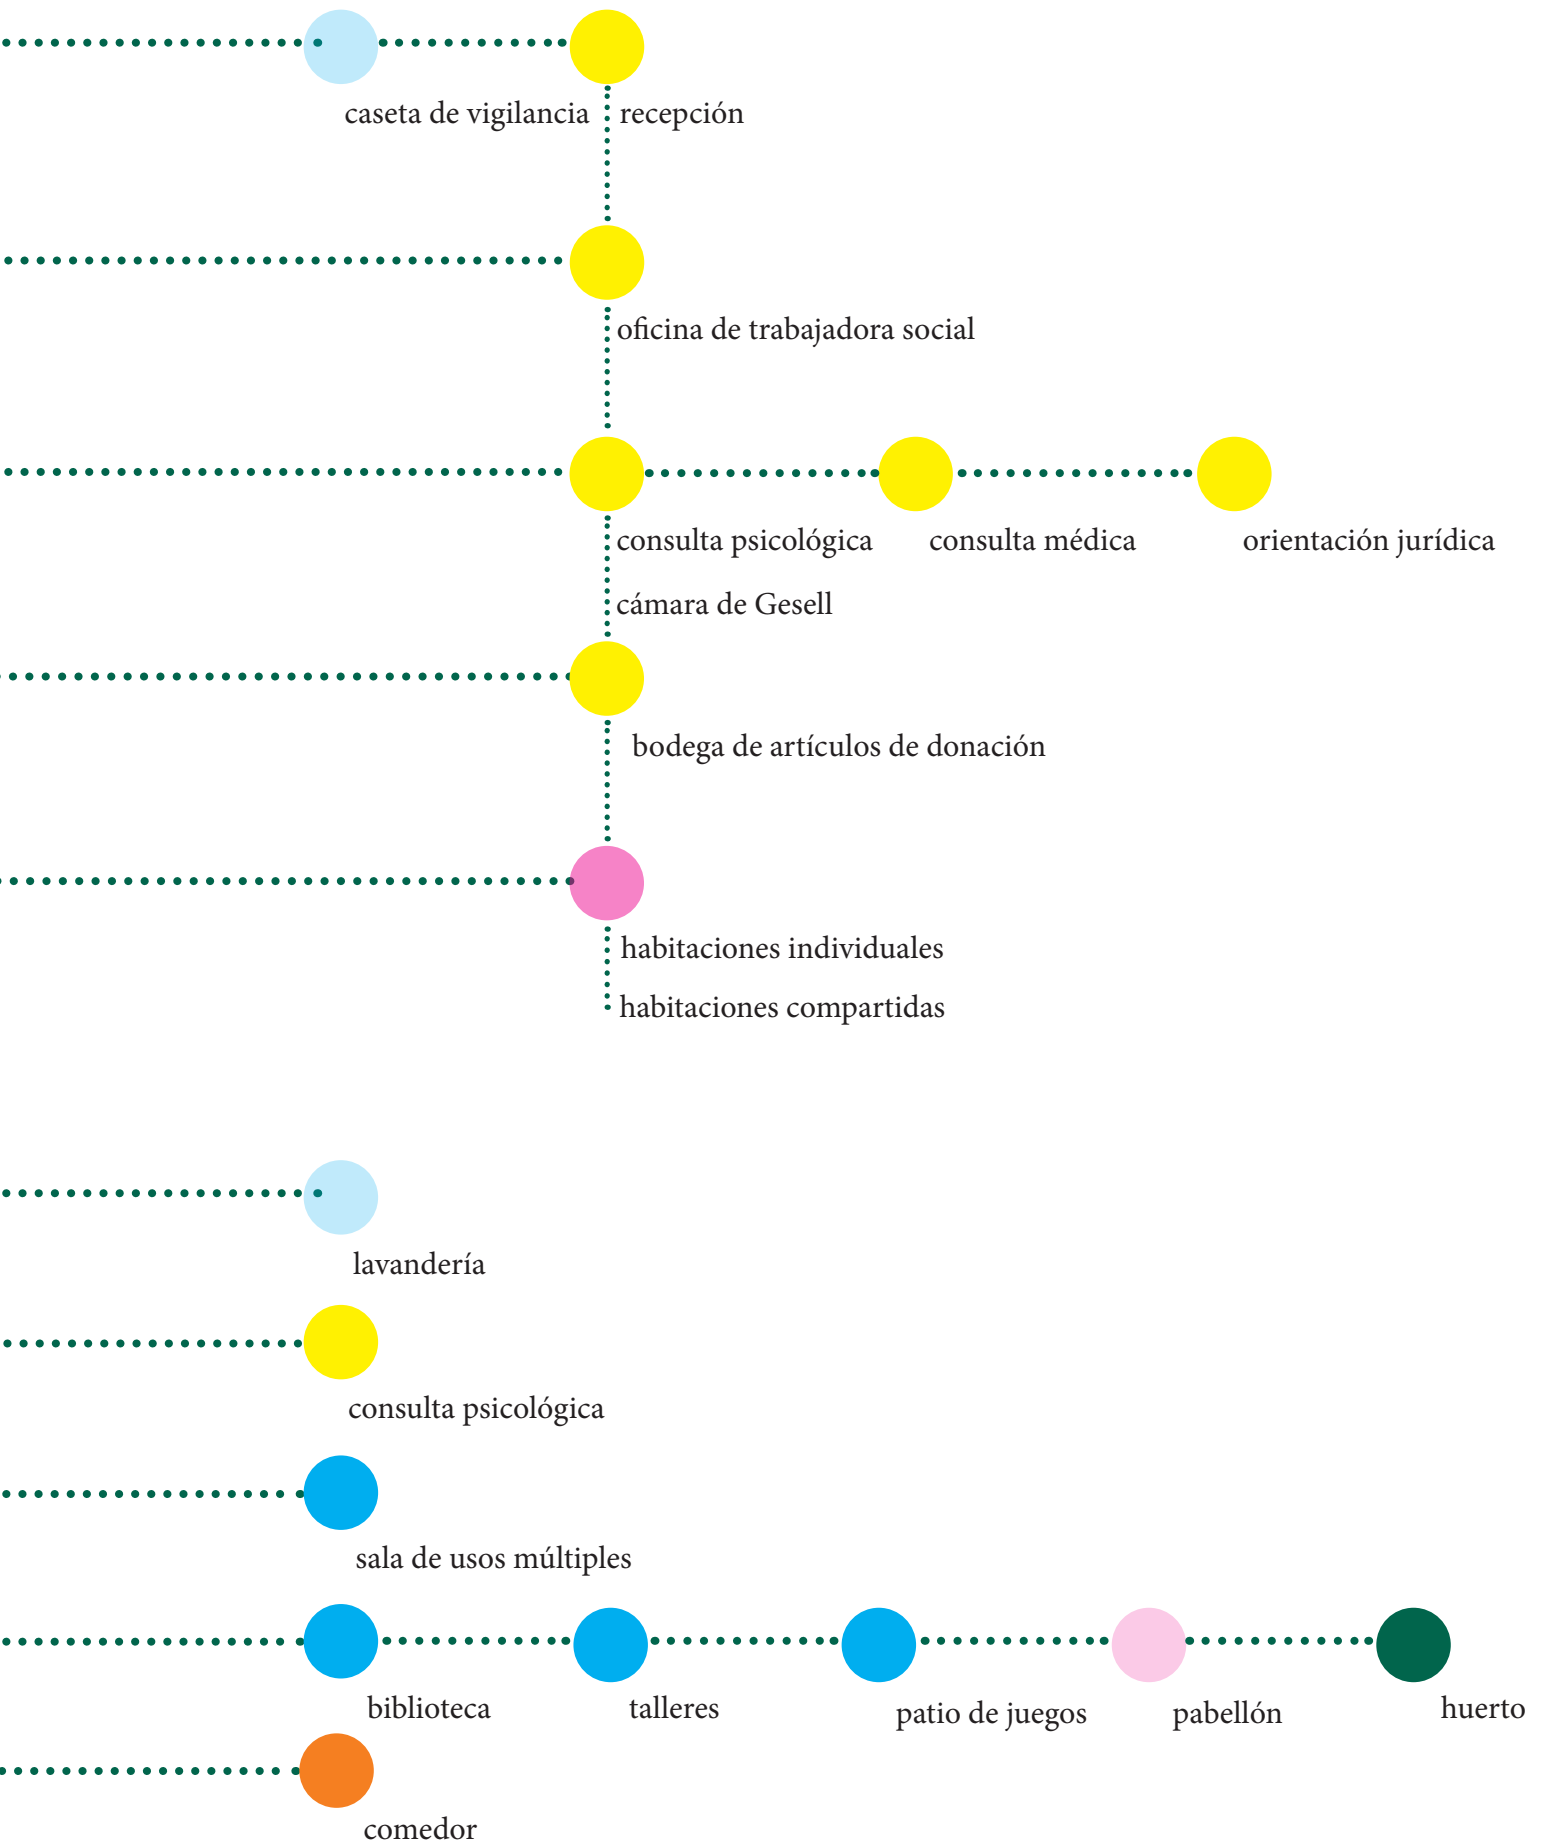 caseta de vigilancia
recepción
oficina de trabajadora social
consulta psicológica
consulta médica
orientación jurídica
cámara de Gesell
bodega de artículos de donación
habitaciones individuales
habitaciones compartidas
lavandería
consulta psicológica
sala de usos múltiples
biblioteca
talleres
patio de juegos
pabellón
huerto
comedor